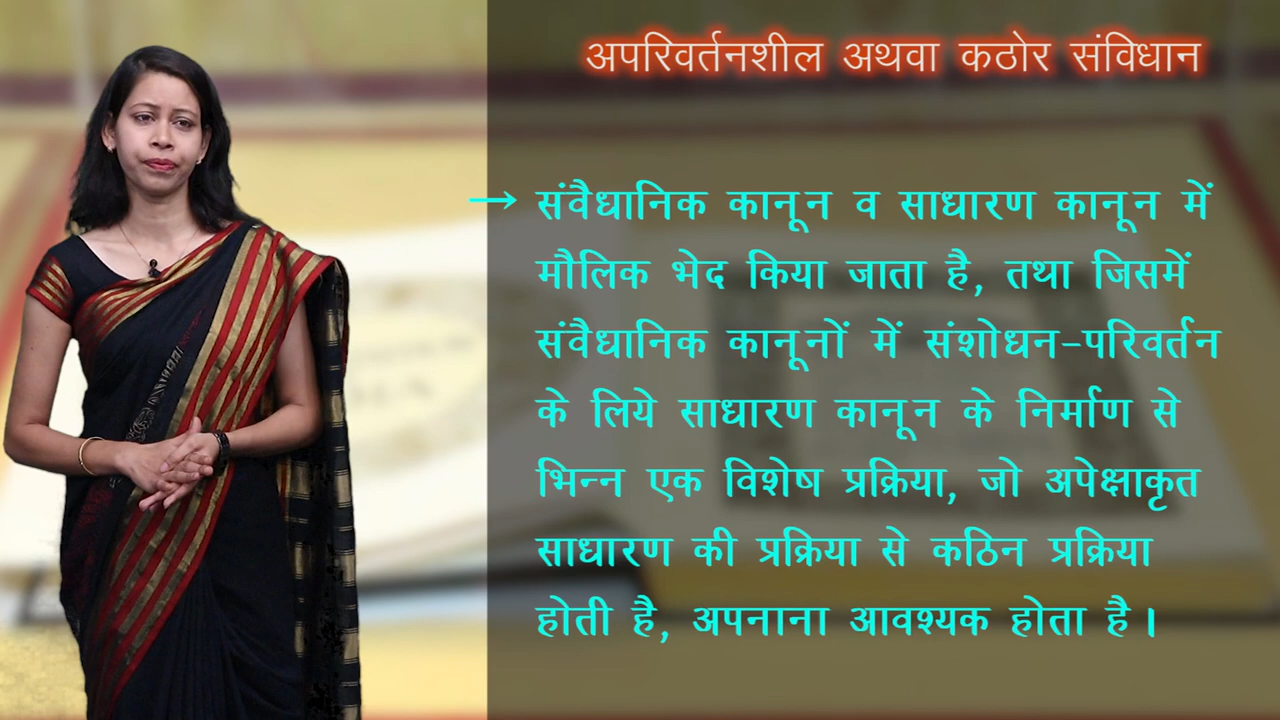 अपरिवर्तनशील अथवा कठोर संविधान
→ संवैधानिक कानून व साधारण कानून में
मौलिक भेद किया जाता है, तथा जिसमें
संवैधानिक कानूनों में संशोधन-परिवर्तन
के लिये साधारण कानून के निर्माण से
भिन्न एक विशेष प्रक्रिया, जो अपेक्षाकृत
साधारण की प्रक्रिया से कठिन प्रक्रिया
होती है, अपनाना आवश्यक होता है।